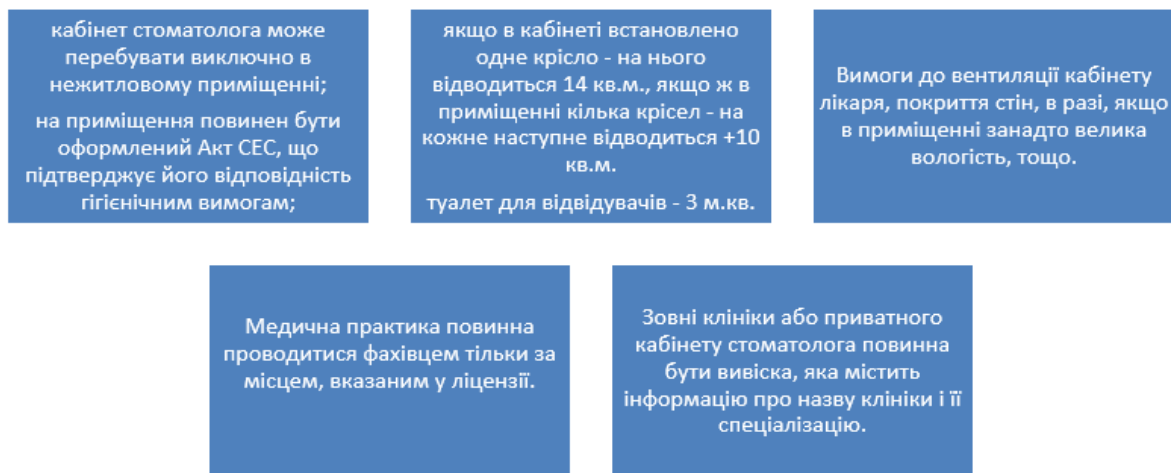 кабінет стоматолога може
перебувати виключно в
нежитловому приміщенні;
на приміщення повинен бути
оформлений Акт СЕС, що
підтверджує його відповідність
гігієнічним вимогам;
якщо в кабінеті встановлено
одне крісло - на нього
відводиться 14 кв.м., якщо ж в
приміщенні кілька крісел - на
кожне наступне відводиться +10
кв.м.
туалет для відвідувачів - 3 м.кв.
Вимоги до вентиляції кабінету
лікаря, покриття стін, в разі, якщо
в приміщенні занадто велика
вологість, тощо.
Медична практика повинна
проводитися фахівцем тільки за
місцем, вказаним у ліцензії.
Зовні клініки або приватного
кабінету стоматолога повинна
бути вивіска, яка містить
інформацію про назву клініки і її
спеціалізацію.